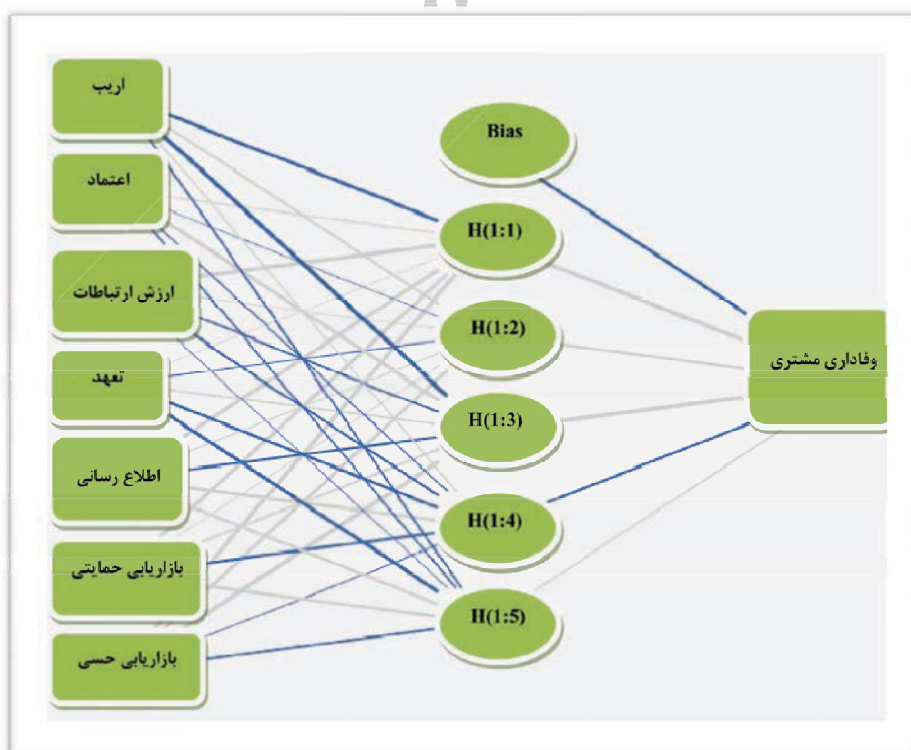 اریب
اعتماد
ارزش ارتباطات
تعهد
اطلاع رسانی
بازاریابی حمایتی
بازاریابی حسی
Bias
H(1:1)
H(1:2)
H(1:3)
H(1:4)
H(1:5)
وفاداری مشتری